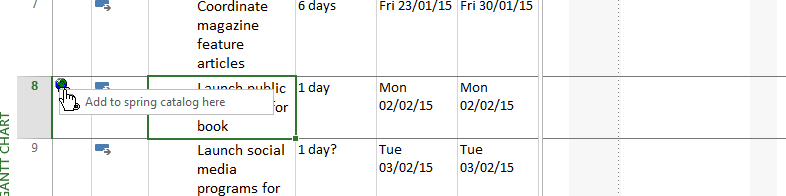 7
Coordinate
magazine
feature
articles
6 days
Fri 23/01/15
Fri 30/01/15
8
Launch public
for
book
1 day
Mon
02/02/15
Mon
02/02/15
Add to spring catalog here
9
Launch social
media
programs for
1 day?
Tue
03/02/15
Tue
03/02/15
GANTT CHART